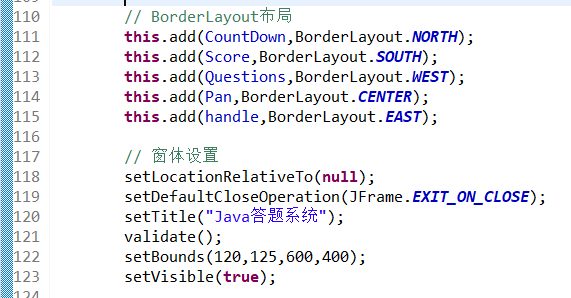 110 // BorderLayout布局
111 this.add(CountDown,BorderLayout.NORTH);
112 this.add(Score,BorderLayout.SOUTH);
113 this.add(Questions,BorderLayout.WEST);
114 this.add(Pan,BorderLayout.CENTER);
115 this.add(handle,BorderLayout.EAST);
116
117 // 窗体设置
118 setLocationRelativeTo(null);
119 setDefaultCloseOperation(JFrame.EXIT_ON_CLOSE);
120 setTitle("Java答题系统");
121 validate();
122 setBounds(120,125,600,400);
123 setVisible(true);
124